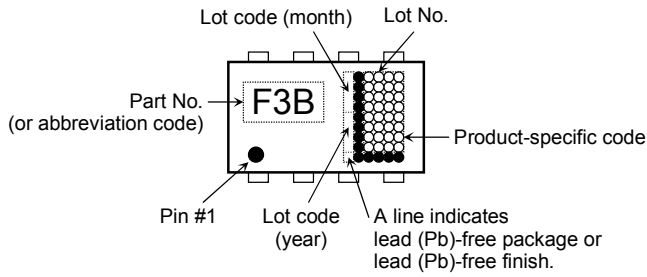 Lot code (month)
Lot No.
Part No.
(or abbreviation code)
F3B
Product-specific code
Pin #1
Lot code
(year)
A line indicates
lead (Pb)-free package or
lead (Pb)-free finish.